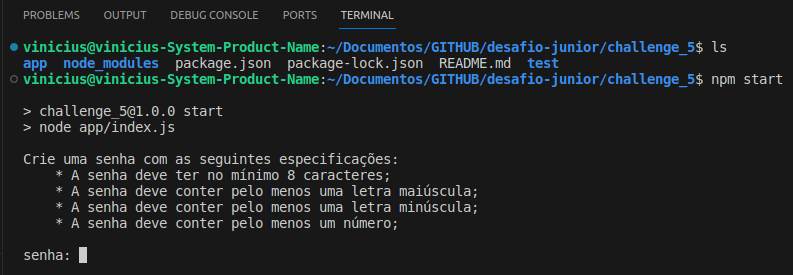 PROBLEMS OUTPUT DEBUG CONSOLE PORTS TERMINAL
vinicius@vinicius-System-Product-Name:~/Documentos/GITHUB/desafio-junior/challenge_5$ ls
app node_modules package.json package-lock.json README.md test
vinicius@vinicius-System-Product-Name:~/Documentos/GITHUB/desafio-junior/challenge_5$ npm start
> challenge_5@1.0.0 start
> node app/index.js
Crie uma senha com as seguintes especificações:
* A senha deve ter no mínimo 8 caracteres;
* A senha deve conter pelo menos uma letra maiúscula;
* A senha deve conter pelo menos uma letra minúscula;
* A senha deve conter pelo menos um número;
senha: